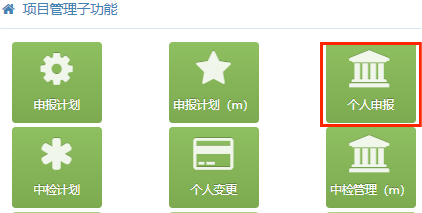 项目管理子功能
申报计划
申报计划（m）
个人申报
中检计划
个人变更
中检管理（m）